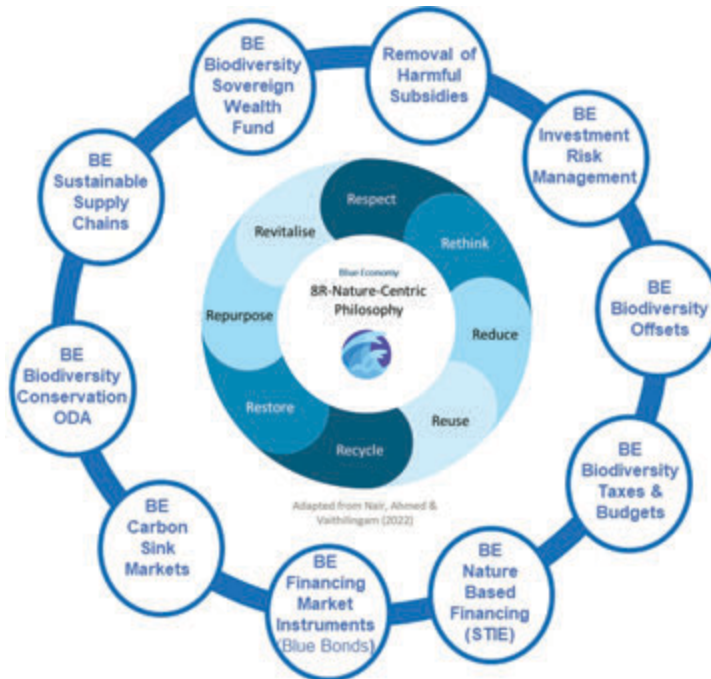 BE
Biodiversity
Sovereign
Wealth
Fund
Removal of
Harmful
Subsidies
BE
Investment
Risk
Management
BE
Biodiversity
Offsets
BE
Biodiversity
Taxes &
Budgets
BE
Nature
Based
Financing
(STIE)
BE
Financing
Market
Instruments
(Blue Bonds)
BE
Carbon
Sink
Markets
BE
Biodiversity
Conservation
ODA
BE
Sustainable
Supply
Chains
Respect
Rethink
Reduce
Reuse
Recycle
Restore
Repurpose
Revitalise
Blue Economy
8R-Nature-Centric
Philosophy
Adapted from Nair, Ahmed &
Vaithilingam (2022)